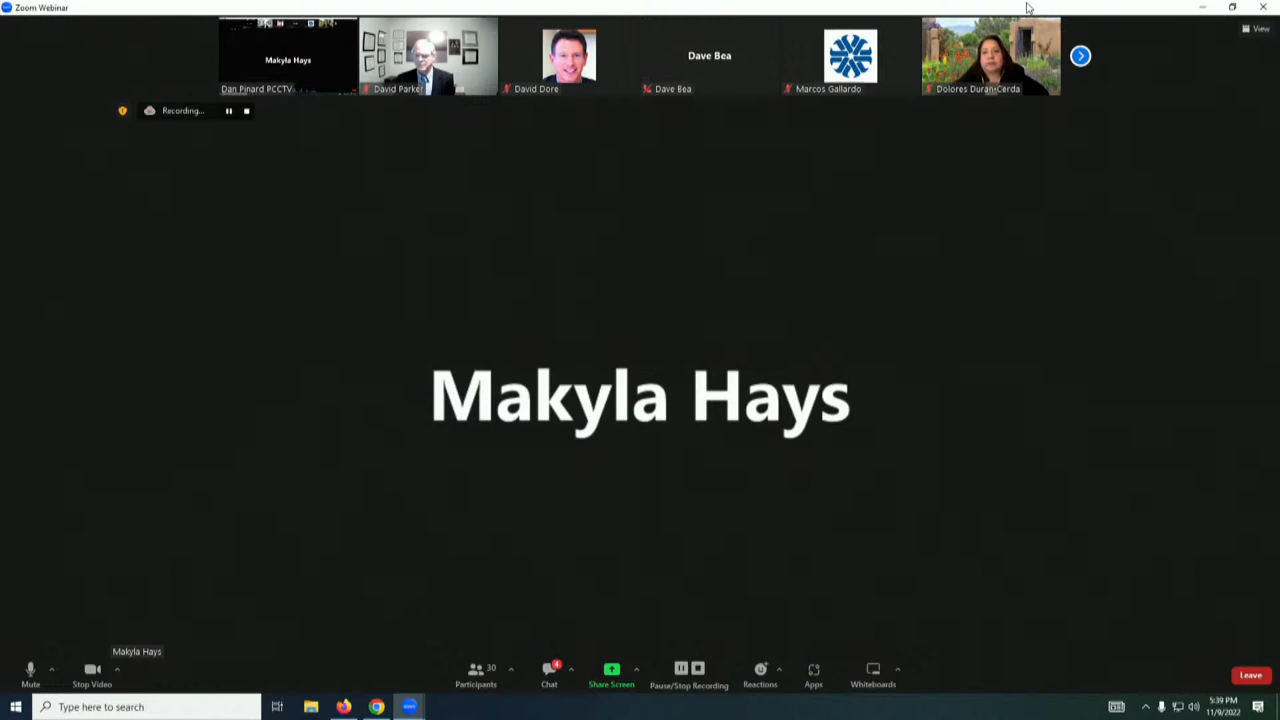 Zoom Webinar
View
Makyla Hays
Dan Pinard PCCTV
David Parker
David Dore
Dave Bea
Dave Bea
Marcos Gallardo
Dolores Duran-Cerda
Recording...
Makyla Hays
Makyla Hays
Mute
Stop Video
30
Participants
4
Chat
Share Screen
Pause/Stop Recording
Reactions
Apps
Whiteboards
Leave
Type here to search
5:39 PM
11/9/2022